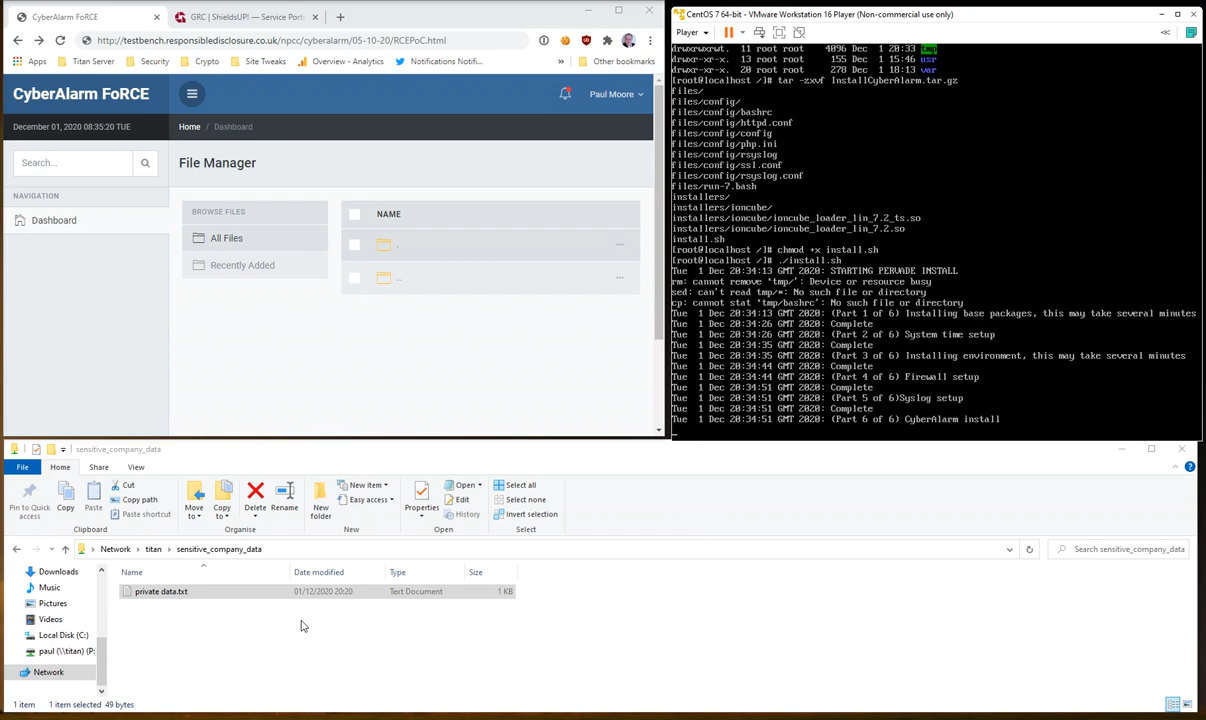 CyberAlarm FoRCE
GRC | ShieldsUP! — Service Port
http://testbench.responsibledisclosure.co.uk/npcc/cyberalarm/05-10-20/RCEPoC.html
Apps
Titan Server
Security
Crypto
Site Tweaks
Overview - Analytics
Notifications Notifi...
»
Other bookmarks
CyberAlarm FoRCE
Paul Moore
December 01, 2020 08:35:20 TUE
Home / Dashboard
Search...
File Manager
NAVIGATION
Dashboard
BROWSE FILES
All Files
Recently Added
NAME
.
..
CentOS 7 64-bit - VMware Workstation 16 Player (Non-commercial use only)
Player
drwxrwxrwt. 11 root root 4096 Dec 1 20:33 tmp
drwxr-xr-x. 13 root root 155 Dec 1 15:46 usr
drwxr-xr-x. 20 root root 278 Dec 1 18:13 var
[root@localhost /]# tar -zxvf InstallCyberAlarm.tar.gz
files/
files/config/
files/config/bashrc
files/config/httpd.conf
files/config/config
files/config/php.ini
files/config/rsyslog
files/config/ssl.conf
files/config/rsyslog.conf
files/run-7.bash
installers/
installers/ioncube/
installers/ioncube/ioncube_loader_lin_7.2_ts.so
installers/ioncube/ioncube_loader_lin_7.2.so
install.sh
[root@localhost /]# chmod +x install.sh
[root@localhost /]# ./install.sh
Tue 1 Dec 20:34:13 GMT 2020: STARTING PERVADE INSTALL
rm: cannot remove 'tmp/': Device or resource busy
sed: can't read tmp/*: No such file or directory
cp: cannot stat 'tmp/bashrc': No such file or directory
Tue 1 Dec 20:34:13 GMT 2020: (Part 1 of 6) Installing base packages, this may take several minutes
Tue 1 Dec 20:34:26 GMT 2020: Complete
Tue 1 Dec 20:34:26 GMT 2020: (Part 2 of 6) System time setup
Tue 1 Dec 20:34:35 GMT 2020: Complete
Tue 1 Dec 20:34:35 GMT 2020: (Part 3 of 6) Installing environment, this may take several minutes
Tue 1 Dec 20:34:44 GMT 2020: Complete
Tue 1 Dec 20:34:44 GMT 2020: (Part 4 of 6) Firewall setup
Tue 1 Dec 20:34:51 GMT 2020: Complete
Tue 1 Dec 20:34:51 GMT 2020: (Part 5 of 6)Syslog setup
Tue 1 Dec 20:34:51 GMT 2020: Complete
Tue 1 Dec 20:34:51 GMT 2020: (Part 6 of 6) CyberAlarm install
sensitive_company_data
File
Home
Share
View
Pin to Quick access
Copy
Paste
Cut
Copy path
Paste shortcut
Clipboard
Move to
Copy to
Delete
Rename
Organise
New folder
New item
Easy access
New
Properties
Open
Edit
History
Open
Select all
Select none
Invert selection
Select
Network > titan > sensitive_company_data
Search sensitive_company_data
Downloads
Music
Pictures
Videos
Local Disk (C:)
paul (\\titan) (P:
Network
Name
Date modified
Type
Size
private data.txt
01/12/2020 20:20
Text Document
1 KB
1 item
1 item selected 49 bytes